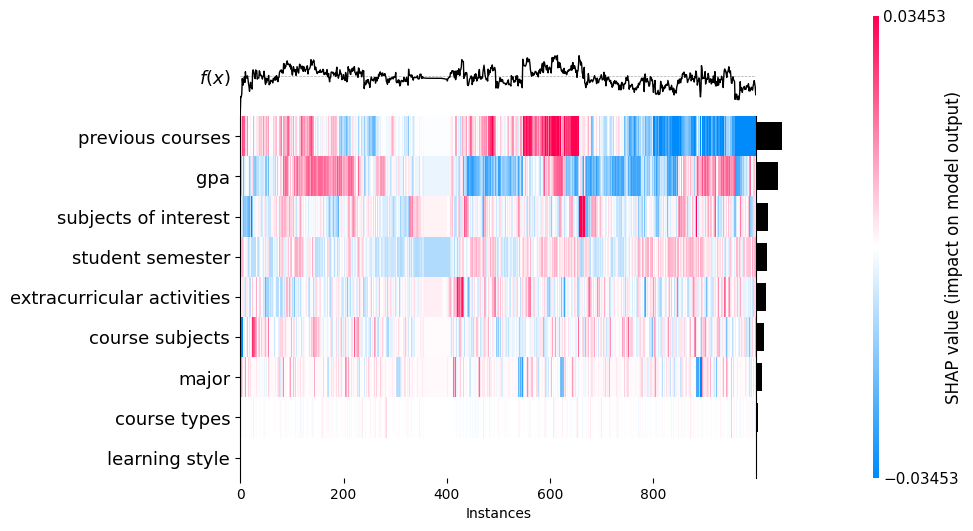 0.03453
f(x)
previous courses
gpa
subjects of interest
student semester
extracurricular activities
course subjects
major
course types
learning style
0 200 400 600 800
Instances
SHAP value (impact on model output)
−0.03453